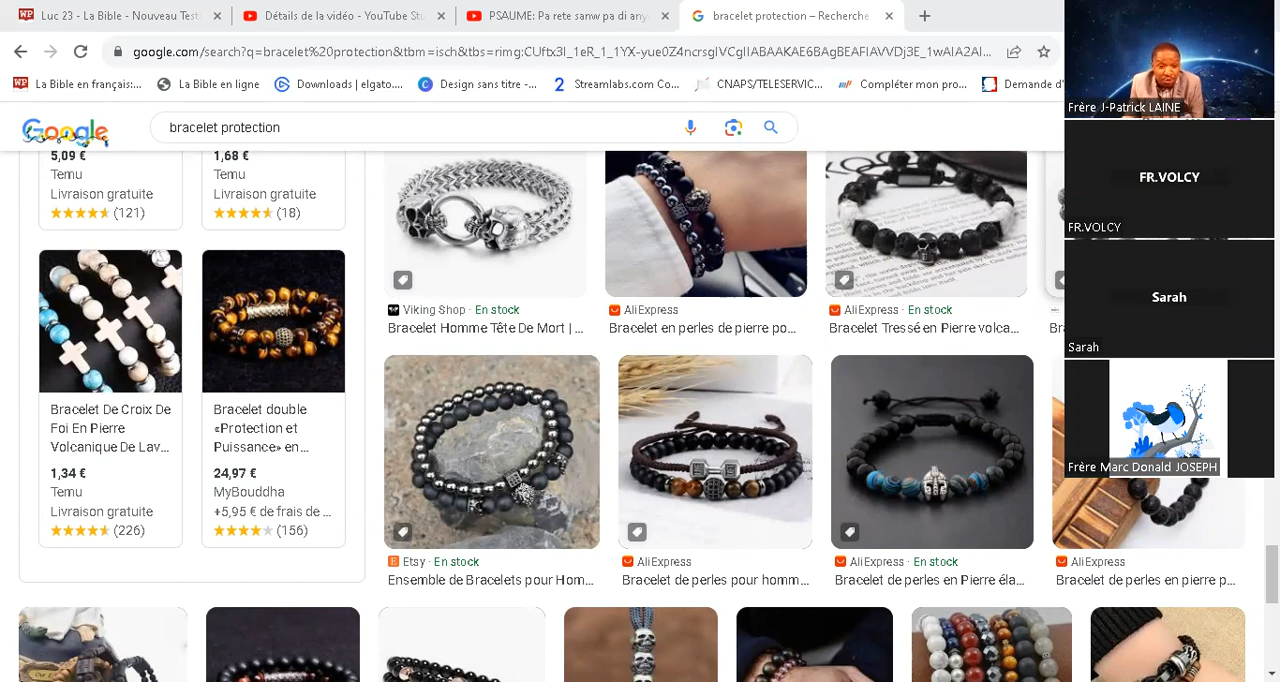 Luc 23 - La Bible - Nouveau Test
Détails de la vidéo - YouTube Stu
PSAUME: Pa rete sanw pa di any
bracelet protection – Recherche
google.com/search?q=bracelet%20protection&tbm=isch&tbs=rimg:CUftx3I_1eR_1_1YX-yue0Z4ncrsgIVCgIIABAAKAE6BAgBEAFIAVVDj3E_1wAIA2AI...
La Bible en français:...
La Bible en ligne
Downloads | elgato....
Design sans titre -...
Streamlabs.com Co...
CNAPS/TELESERVIC...
Compléter mon pro...
Demande d'
Google
bracelet protection
5,09 €
Temu
Livraison gratuite
(121)
1,68 €
Temu
Livraison gratuite
(18)
Viking Shop · En stock
Bracelet Homme Tête De Mort | ...
AliExpress
Bracelet en perles de pierre po...
AliExpress · En stock
Bracelet Tressé en Pierre volca...
Bracelet De Croix De
Foi En Pierre
Volcanique De Lav...
1,34 €
Temu
Livraison gratuite
(226)
Bracelet double
«Protection et
Puissance» en...
24,97 €
MyBouddha
+5,95 € de frais de ...
(156)
Etsy · En stock
Ensemble de Bracelets pour Hom...
AliExpress
Bracelet de perles pour homm...
AliExpress · En stock
Bracelet de perles en Pierre éla...
AliExpress
Bracelet de perles en pierre p...
Frère J-Patrick LAINE
FR.VOLCY
FR.VOLCY
Sarah
Sarah
Frère Marc Donald JOSEPH